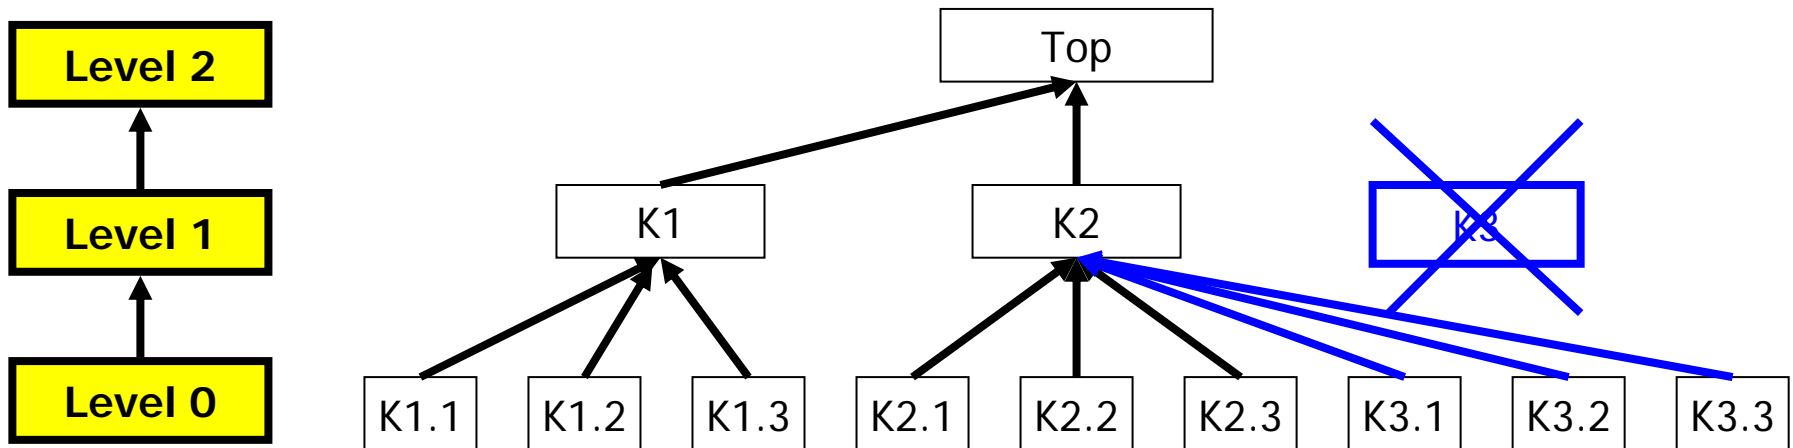 Level 2
Top
Level 1
K1
K2
K3
Level 0
K1.1
K1.2
K1.3
K2.1
K2.2
K2.3
K3.1
K3.2
K3.3